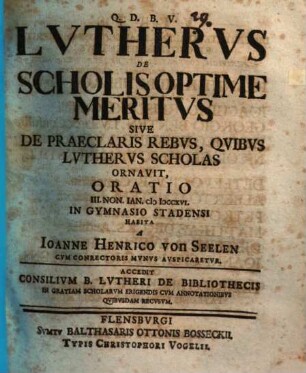 Q. D. B. V.
29.
LVTHERVS
DE
SCHOLIS OPTIME
MERITVS
SIVE
DE PRAECLARIS REBVS, QVIBVS
LVTHERVS SCHOLAS
ORNAVIT,
ORATIO
III. NON. IAN. cIɔ IɔccXVI.
IN GYMNASIO STADENSI
HABITA
A
IOANNE HENRICO von SEELEN
CVM CONRECTORIS MVNVS AVSPICARETVR.
ACCEDIT
CONSILIVM B. LVTHERI DE BIBLIOTHECIS
IN GRATIAM SCHOLARVM ERIGENDIS CVM ANNOTATIONIBVS
QVIBVSDAM RECVSVM.
FLENSBVRGI
SVMTV BALTHASARIS OTTONIS BOSSECKII.
TYPIS CHRISTOPHORI VOGELII.